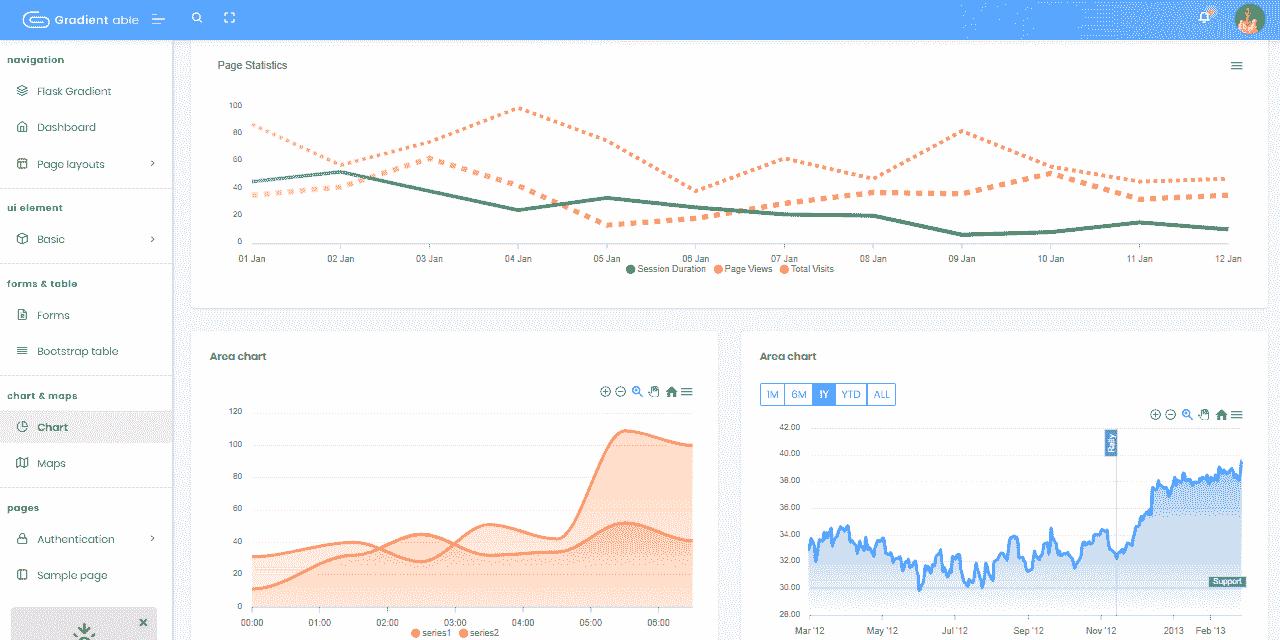 Gradient able
navigation
Flask Gradient
Dashboard
Page layouts
ui element
Basic
forms & table
Forms
Bootstrap table
chart & maps
Chart
Maps
pages
Authentication
Sample page
Page Statistics
100
80
60
40
20
0
01 Jan 02 Jan 03 Jan 04 Jan 05 Jan 06 Jan 07 Jan 08 Jan 09 Jan 10 Jan 11 Jan 12 Jan
Session Duration Page Views Total Visits
Area chart
120
100
80
60
40
20
0
00:00 01:00 02:00 03:00 04:00 05:00 06:00
series1 series2
Area chart
1M 6M 1Y YTD ALL
42.00
40.00
38.00
34.00
32.00
30.00
28.00
Rally
Support
Mar '12 May '12 Jul '12 Sep '12 Nov '12 2013 Feb '13